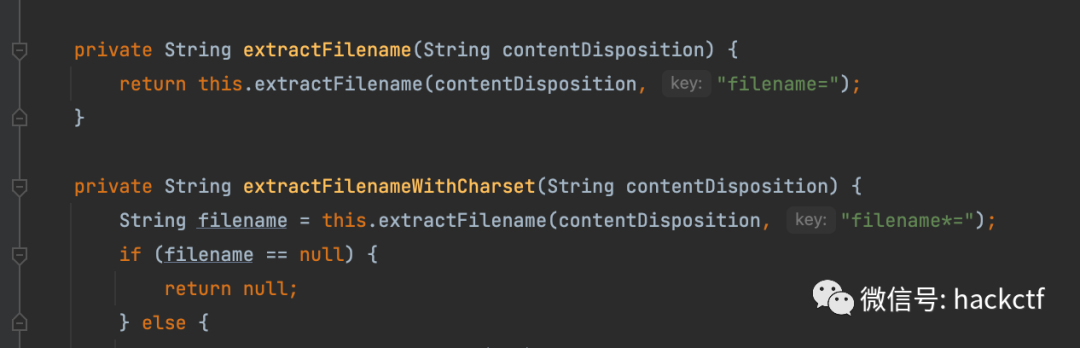 private String extractFilename(String contentDisposition) {
    return this.extractFilename(contentDisposition, key: "filename=");
}
private String extractFilenameWithCharset(String contentDisposition) {
    String filename = this.extractFilename(contentDisposition, key: "filename*=");
    if (filename == null) {
        return null;
    } else {
微信号: hackctf